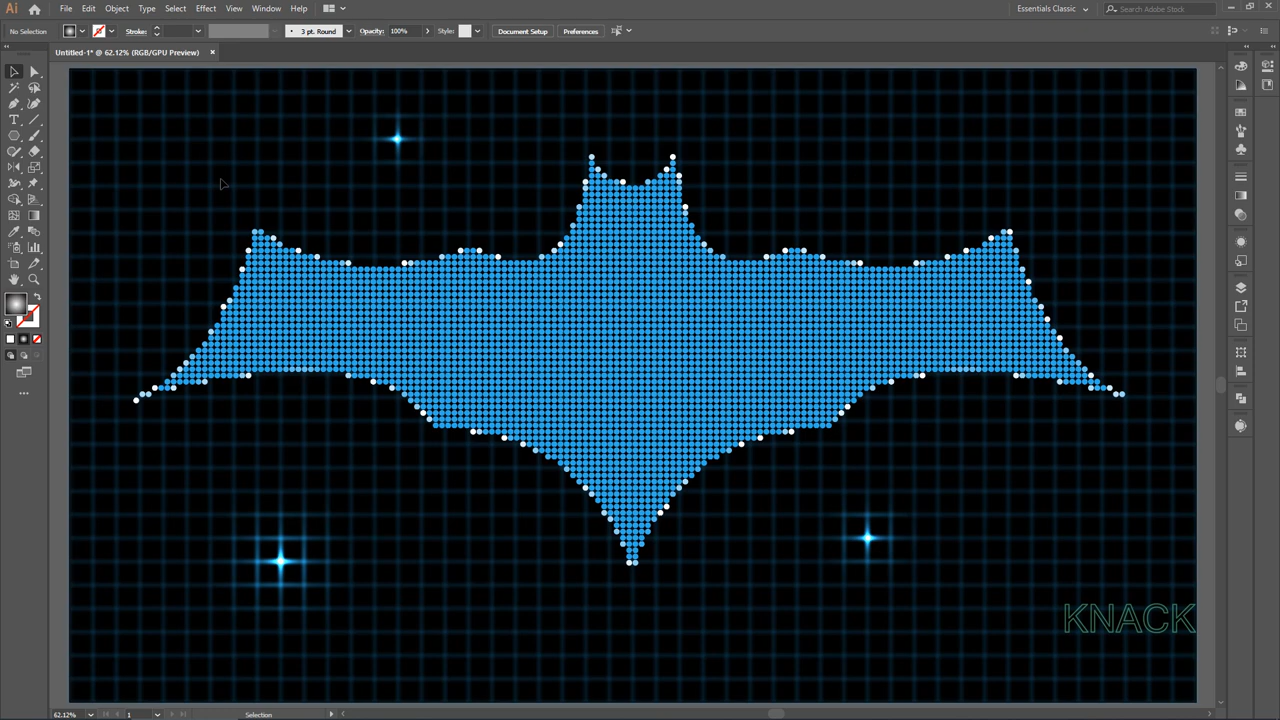 Ai File Edit Object Type Select Effect View Window Help Essentials Classic Search Adobe Stock
No Selection Stroke: 3 pt. Round Opacity: 100% Style: Document Setup Preferences
Untitled-1* @ 62.12% (RGB/GPU Preview) ×
KNACK
62.12% 1 Selection